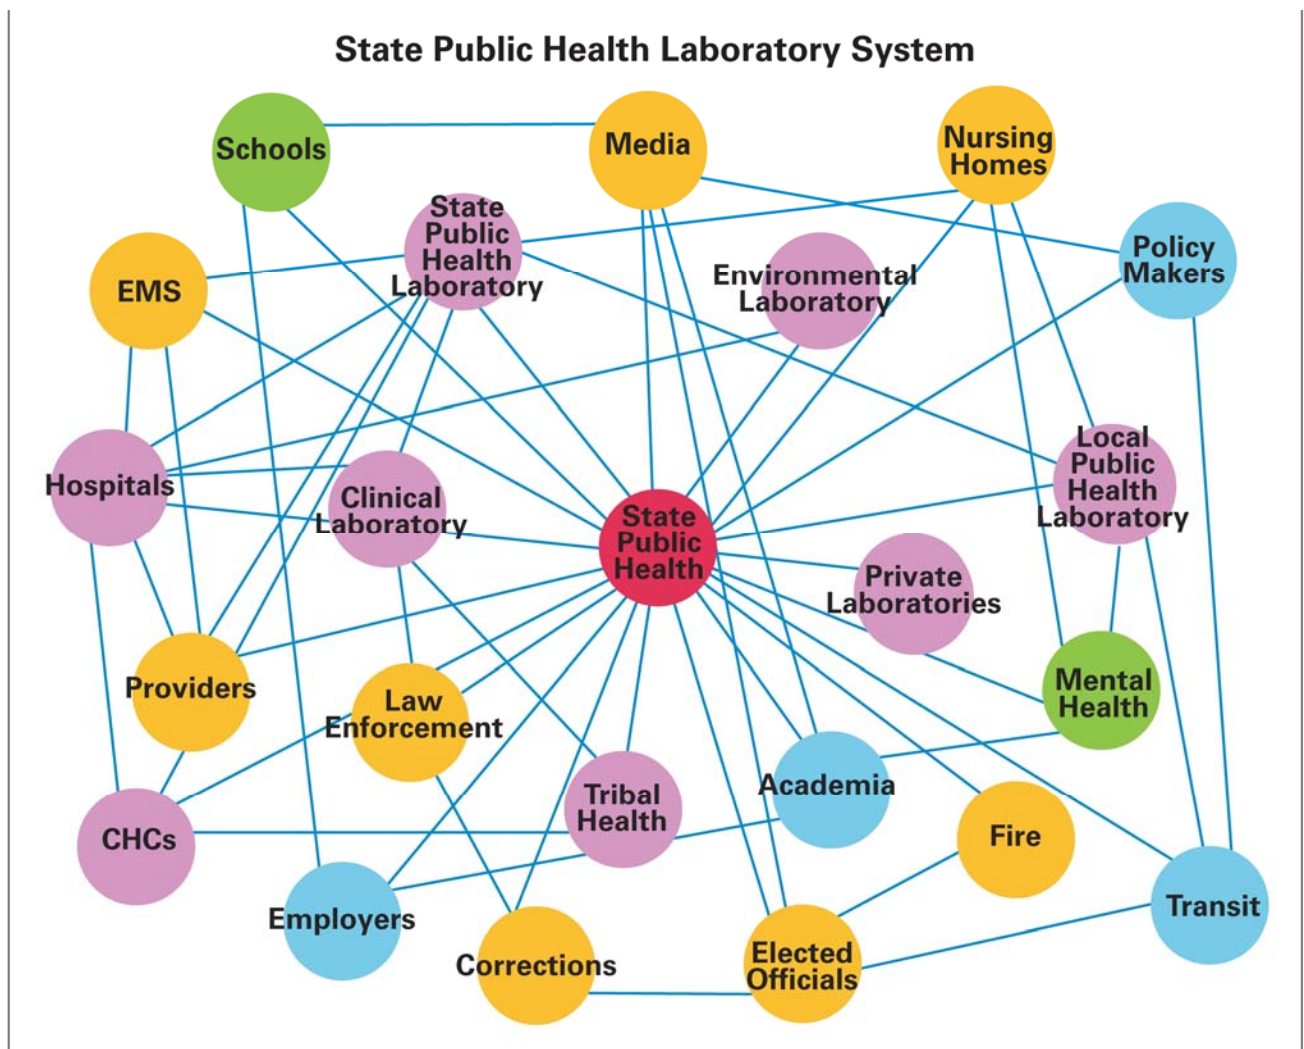 State Public Health Laboratory System
Schools
Media
Nursing
Homes
State
Public
Health
Laboratory
Policy
Makers
EMS
Environmental
Laboratory
Hospitals
Clinical
Laboratory
State
Public
Health
Local
Public
Health
Laboratory
Private
Laboratories
Providers
Law
Enforcement
Mental
Health
CHCs
Tribal
Health
Academia
Fire
Employers
Corrections
Elected
Officials
Transit